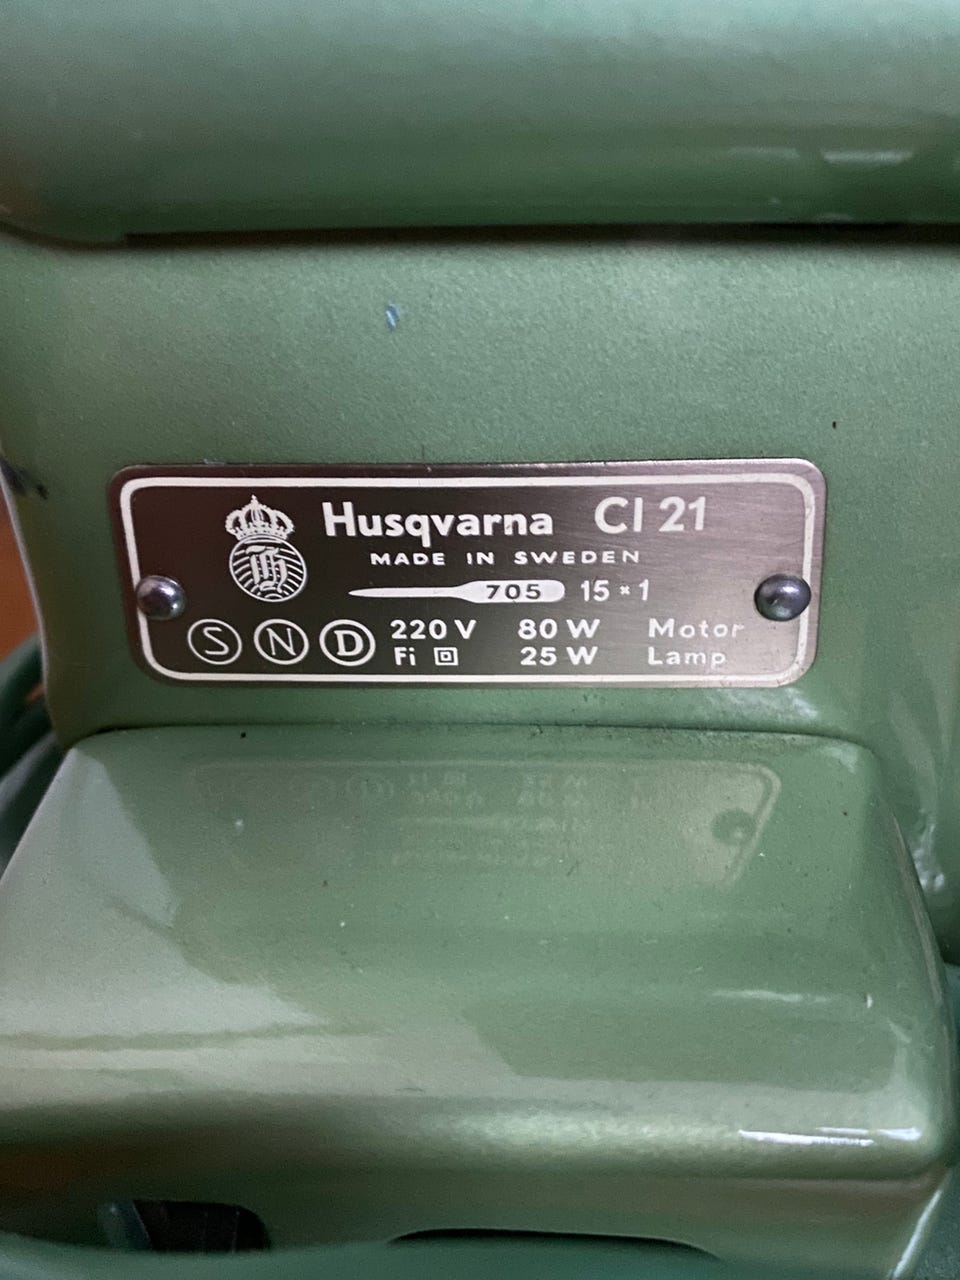 Husqvarna CI 21
MADE IN SWEDEN
705 15 × 1
S N D 220 V 80 W Motor
Fi 25 W Lamp